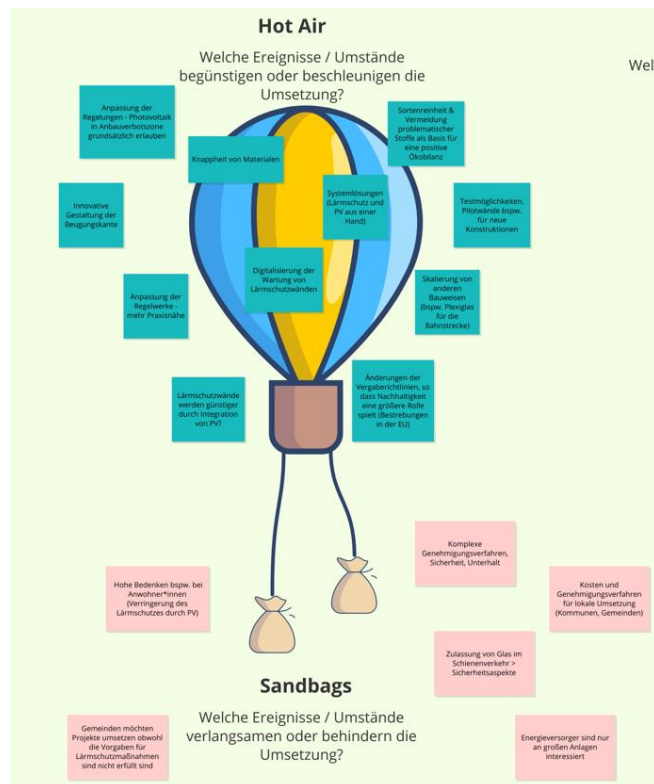 Hot Air
Welche Ereignisse / Umstände
begünstigen oder beschleunigen die
Umsetzung?
Wel
Anpassung der
Regelungen - Photovoltaik
in Anbauverbotszone
grundsätzlich erlauben
Knappheit von Materialen
Sortenreinheit &
Vermeidung
problematischer
Stoffe als Basis für
eine positive
Ökobilanz
Innovative
Gestaltung der
Beugungskante
Systemlösungen
(Lärmschutz und
PV aus einer
Hand)
Testmöglichkeiten,
Pilotwände bspw.
für neue
Konstruktionen
Digitalisierung der
Wartung von
Lärmschutzwänden
Anpassung der
Regelwerke -
mehr Praxisnähe
Skalierung von
anderen
Bauweisen
(bspw. Plexiglas
für die
Bahnstrecke)
Lärmschutzwände
werden günstiger
durch Integration
von PV?
Änderungen der
Vergaberichtlinien, so
dass Nachhaltigkeit
eine größere Rolle
spielt (Bestrebungen
in der EU)
Komplexe
Genehmigungsverfahren,
Sicherheit, Unterhalt
Hohe Bedenken bspw. bei
Anwohner*innen
(Verringerung des
Lärmschutzes durch PV)
Kosten und
Genehmigungsverfahren
für lokale Umsetzung
(Kommunen, Gemeinden)
Zulassung von Glas im
Schienenverkehr >
Sicherheitsaspekte
Sandbags
Welche Ereignisse / Umstände
verlangsamen oder behindern die
Umsetzung?
Gemeinden möchten
Projekte umsetzen obwohl
die Vorgaben für
Lärmschutzmaßnahmen
sind nicht erfüllt sind
Energieversorger sind nur
an großen Anlagen
interessiert